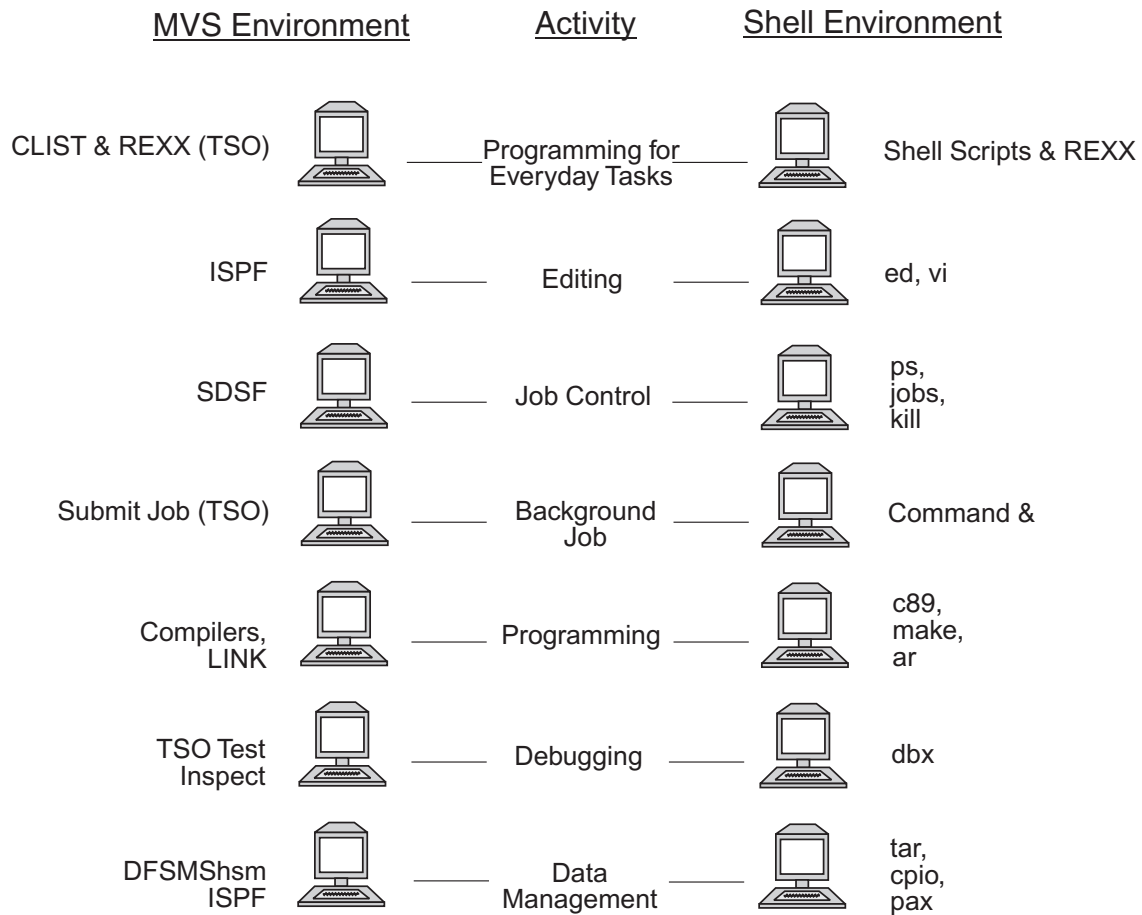 MVS Environment
Activity
Shell Environment
CLIST & REXX (TSO)
Programming for
Everyday Tasks
Shell Scripts & REXX
ISPF
Editing
ed, vi
SDSF
Job Control
ps,
jobs,
kill
Submit Job (TSO)
Background
Job
Command &
Compilers,
LINK
Programming
c89,
make,
ar
TSO Test
Inspect
Debugging
dbx
DFSMShsm
ISPF
Data
Management
tar,
cpio,
pax